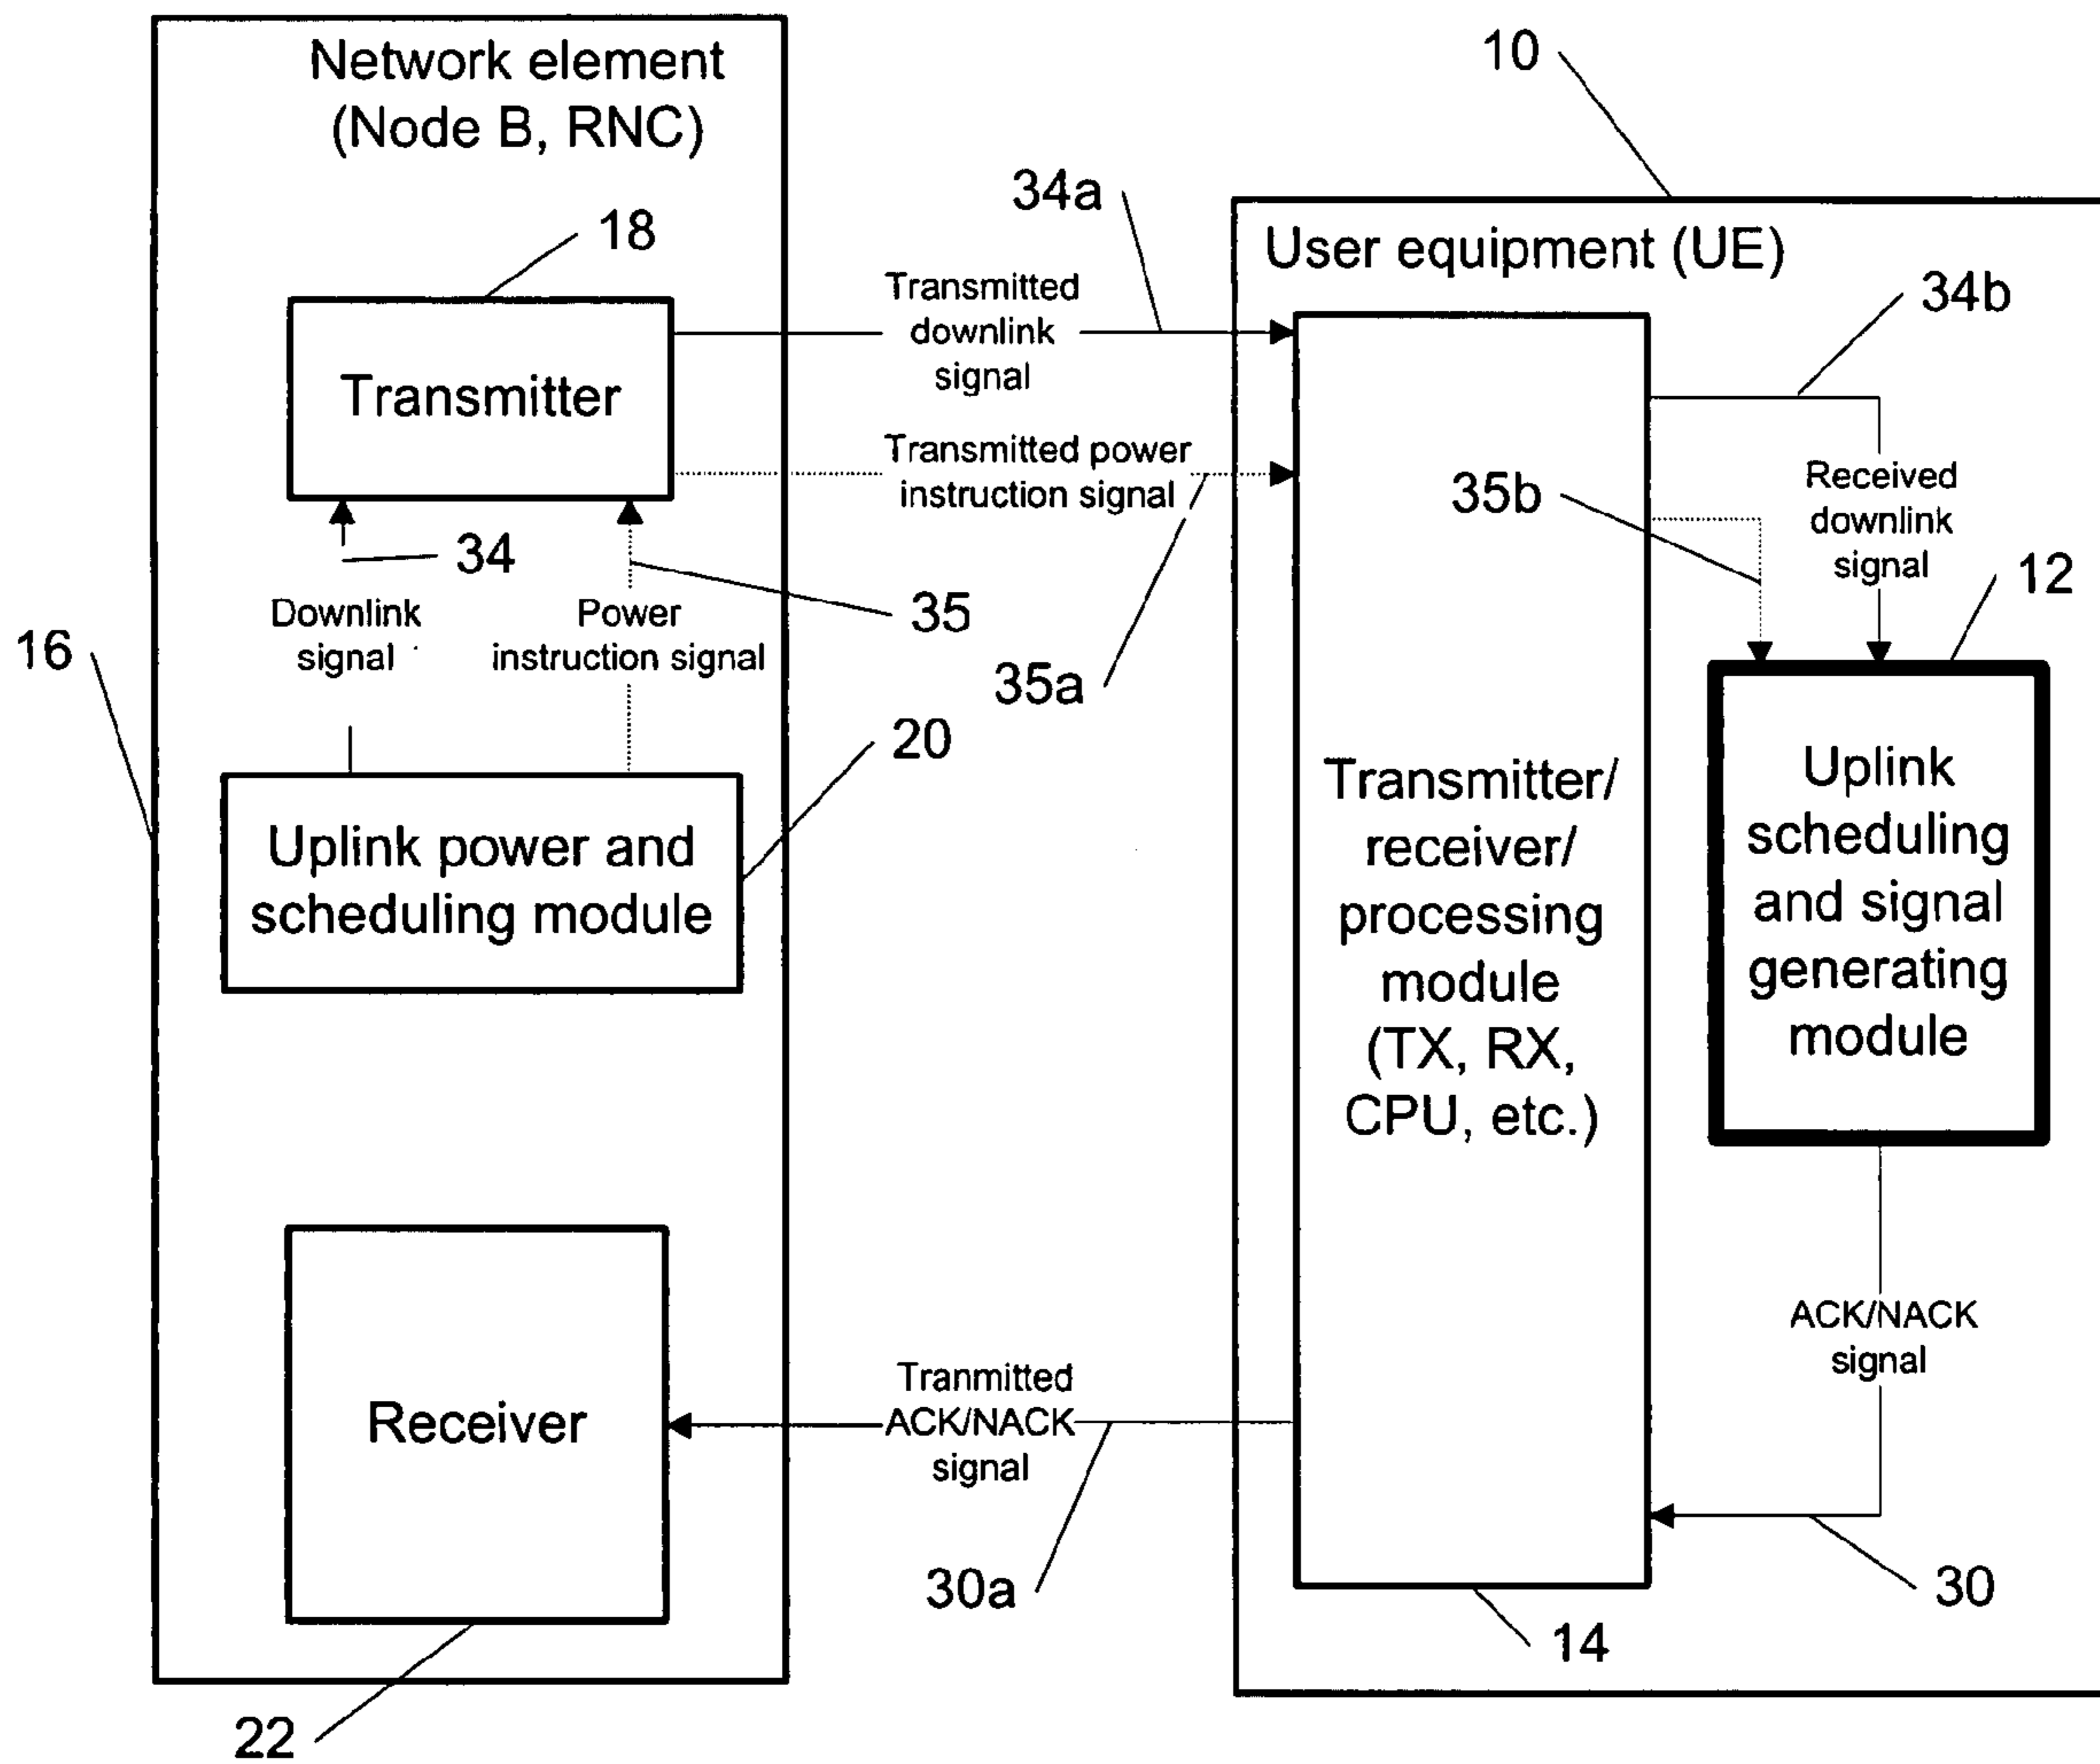 Network element
(Node B, RNC)
10
34a
18
User equipment (UE)
34b
Transmitted
downlink
signal
Transmitter
Transmitted power
instruction signal
35b
Received
downlink
signal
34
12
Downlink
signal
Power
instruction signal
35
16
35a
20
Uplink power and
scheduling module
Transmitter/
receiver/
processing
module
(TX, RX,
CPU, etc.)
Uplink
scheduling
and signal
generating
module
ACK/NACK
signal
Receiver
Tranmitted
ACK/NACK
signal
30a
30
14
22